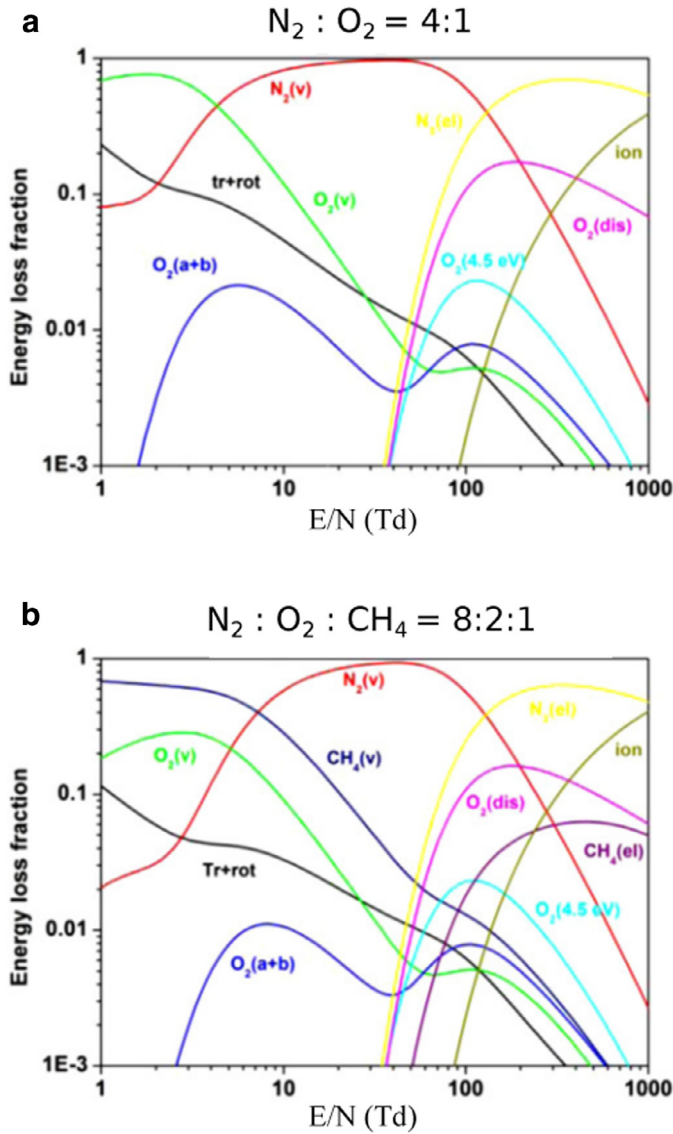 a
N₂ : O₂ = 4:1
1
0.1
0.01
1E-3
Energy loss fraction
N₂(v)
N₂(el)
ion
tr+rot
O₂(v)
O₂(dis)
O₂(a+b)
O₂(4.5 eV)
1 10 100 1000
E/N (Td)
b
N₂ : O₂ : CH₄ = 8:2:1
1
0.1
0.01
1E-3
Energy loss fraction
N₂(v)
N₂(el)
O₂(v)
CH₄(v)
ion
O₂(dis)
CH₄(el)
Tr+rot
O₂(4.5 eV)
O₂(a+b)
1 10 100 1000
E/N (Td)